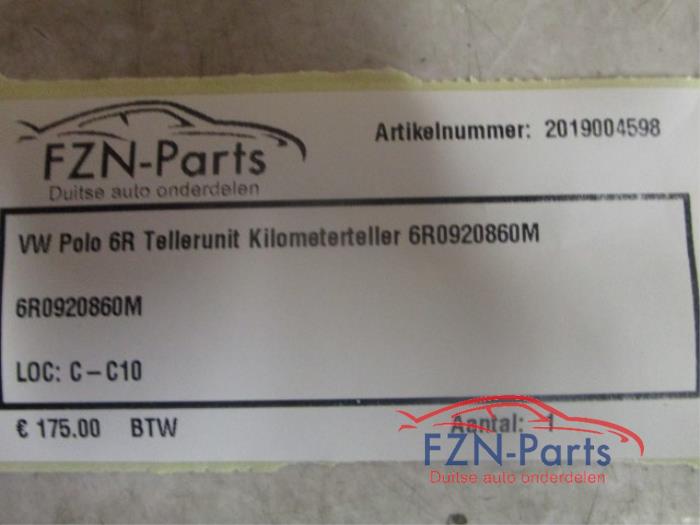 FZN-Parts
Duitse auto onderdelen
Artikelnummer: 2019004598
VW Polo 6R Tellerunit Kilometerteller 6R0920860M
6R0920860M
LOC: C-C10
€ 175.00 BTW
Aantal: 1
FZN-Parts
Duitse auto onderdelen